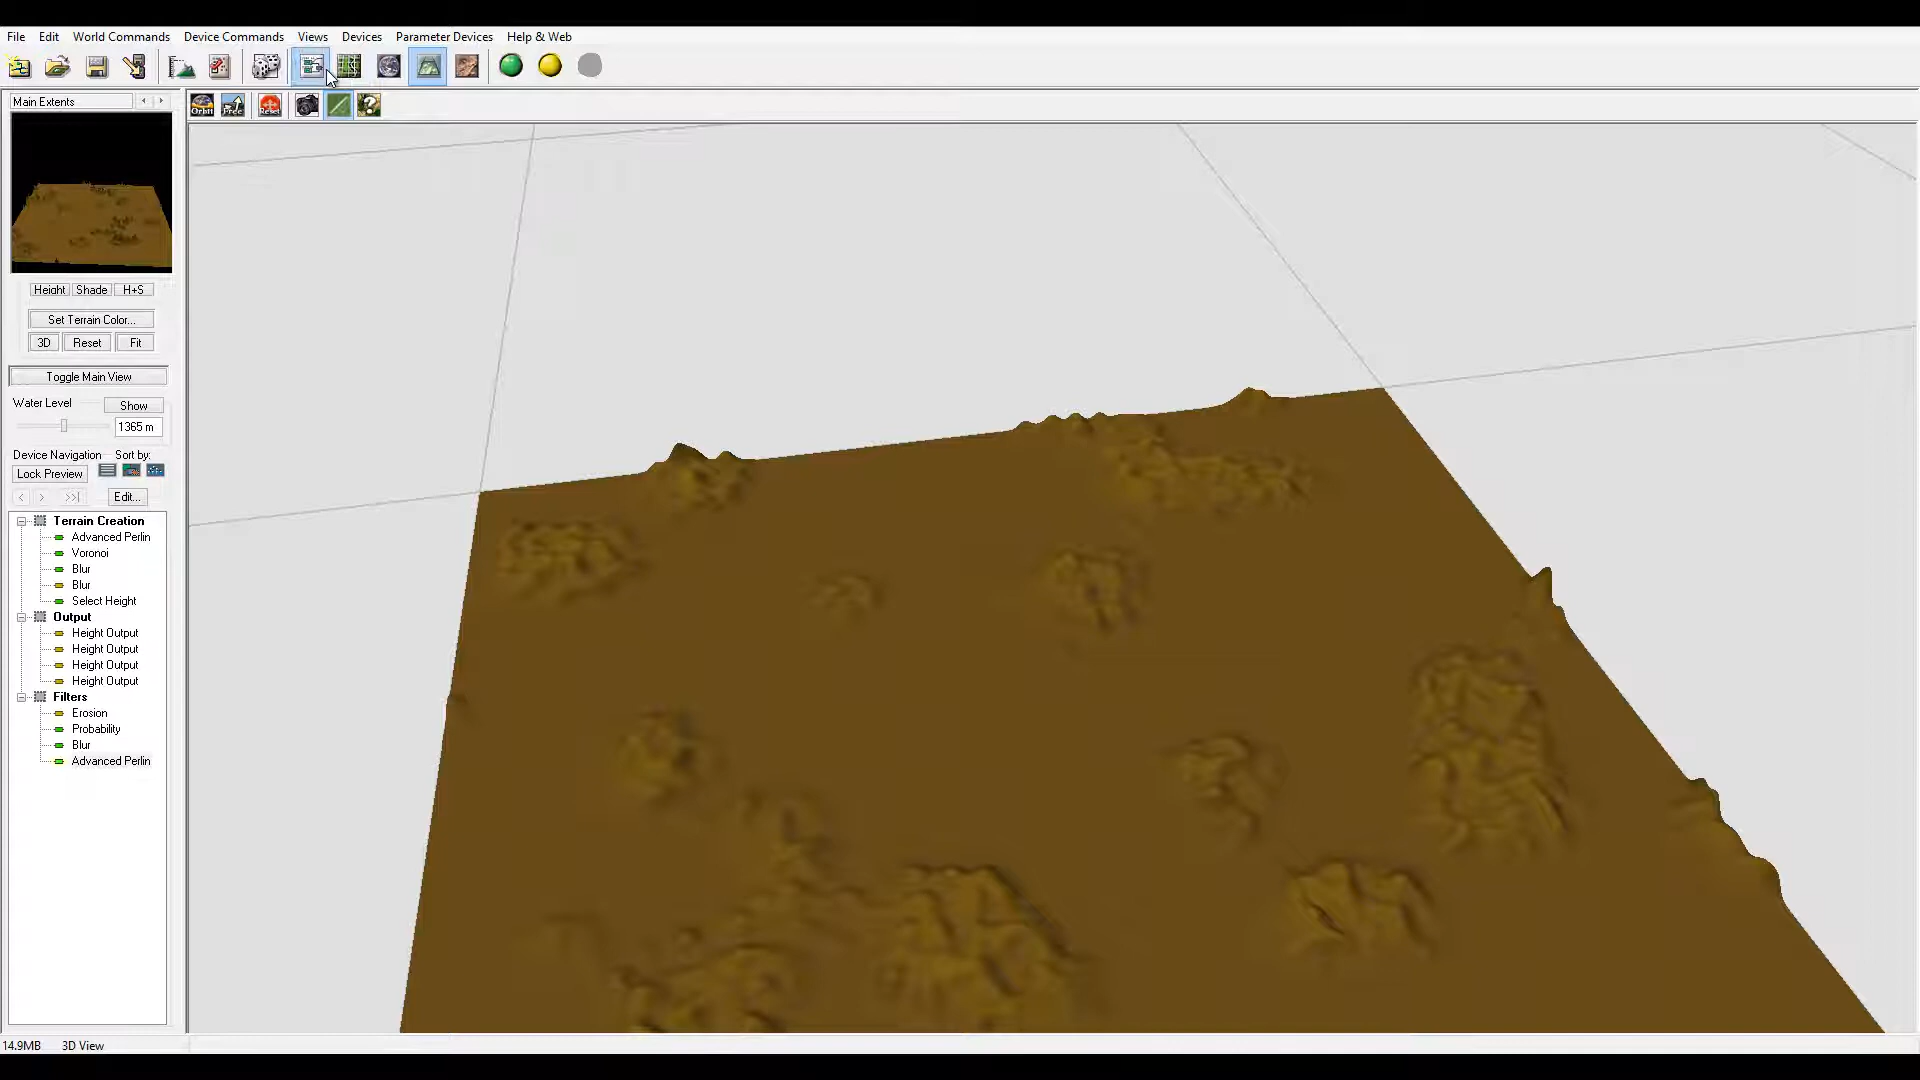 File Edit World Commands Device Commands Views Devices Parameter Devices Help & Web
Main Extents
Orbit Free Reset
Height Shade H+S
Set Terrain Color...
3D Reset Fit
Toggle Main View
Water Level Show
1365 m
Device Navigation Sort by:
Lock Preview
Edit...
Terrain Creation
Advanced Perlin
Voronoi
Blur
Blur
Select Height
Output
Height Output
Height Output
Height Output
Height Output
Filters
Erosion
Probability
Blur
Advanced Perlin
14.9MB 3D View